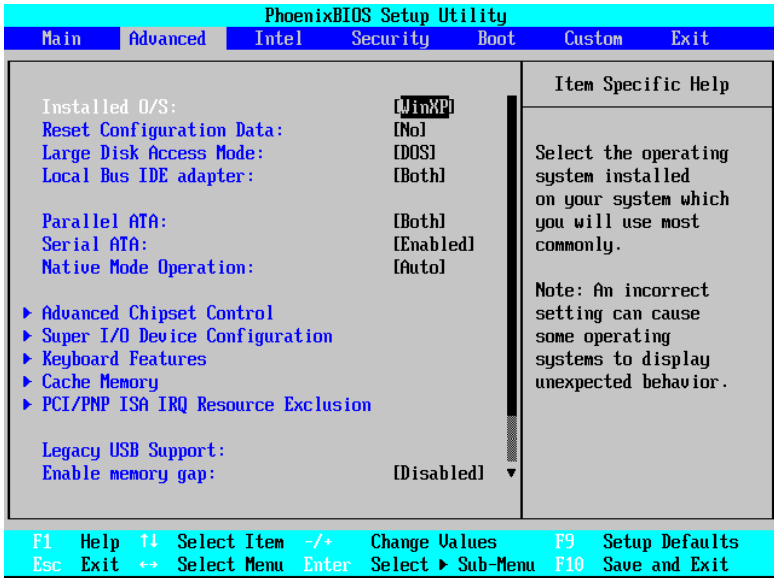 PhoenixBIOS Setup Utility
Main Advanced Intel Security Boot Custom Exit
Item Specific Help
Installed O/S: [WinXP]
Reset Configuration Data: [No]
Large Disk Access Mode: [DOS]
Local Bus IDE adapter: [Both]
Parallel ATA: [Both]
Serial ATA: [Enabled]
Native Mode Operation: [Auto]
▶ Advanced Chipset Control
▶ Super I/O Device Configuration
▶ Keyboard Features
▶ Cache Memory
▶ PCI/PNP ISA IRQ Resource Exclusion
Legacy USB Support:
Enable memory gap: [Disabled] ▼
Select the operating
system installed
on your system which
you will use most
commonly.
Note: An incorrect
setting can cause
some operating
systems to display
unexpected behavior.
F1 Help ↑↓ Select Item -/+ Change Values F9 Setup Defaults
Esc Exit ↔ Select Menu Enter Select ▶ Sub-Menu F10 Save and Exit